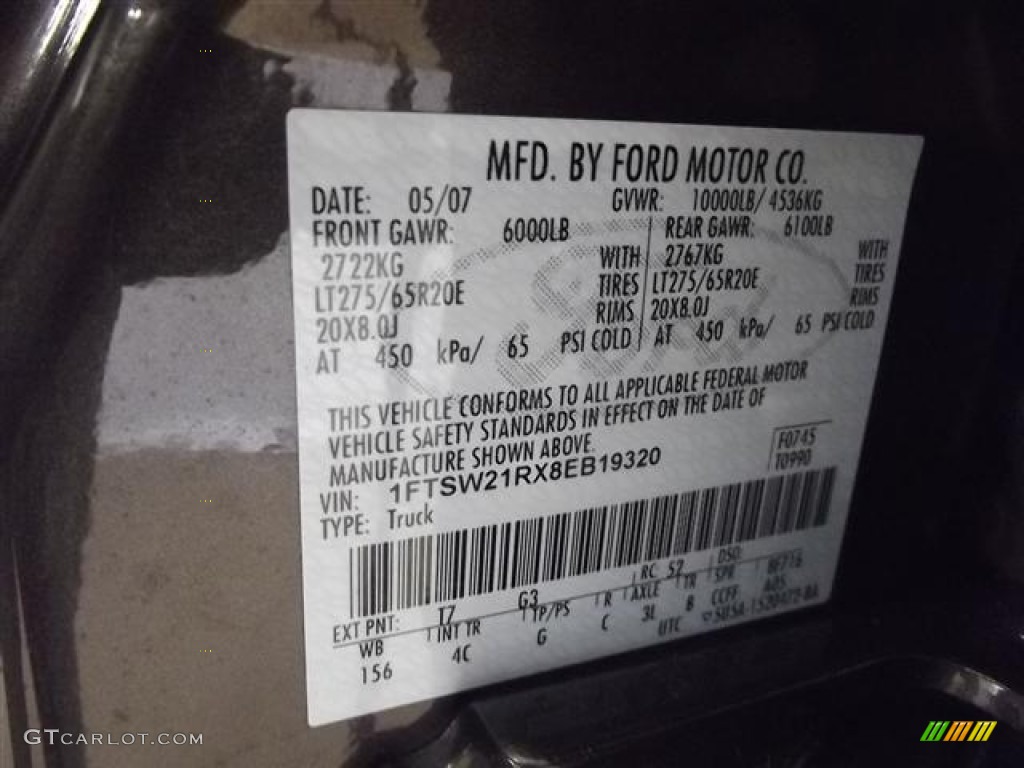 MFD. BY FORD MOTOR CO.
DATE: 05/07 GVWR: 10000LB/ 4536KG
FRONT GAWR: 6000LB REAR GAWR: 6100LB
2722KG WITH 2767KG WITH
LT275/65R20E TIRES LT275/65R20E TIRES
20X8.0J RIMS 20X8.0J RIMS
AT 450 kPa/ 65 PSI COLD AT 450 kPa/ 65 PSI COLD
THIS VEHICLE CONFORMS TO ALL APPLICABLE FEDERAL MOTOR
VEHICLE SAFETY STANDARDS IN EFFECT ON THE DATE OF
MANUFACTURE SHOWN ABOVE.
F0745
VIN: 1FTSW21RX8EB19320 T0990
TYPE: Truck
EXT PNT: T7 G3 RC: 52 DSO:
WB INT TR TP/PS R AXLE TR SPR
156 4C G C 3L B CCFF
UTC
GTCARLOT.COM